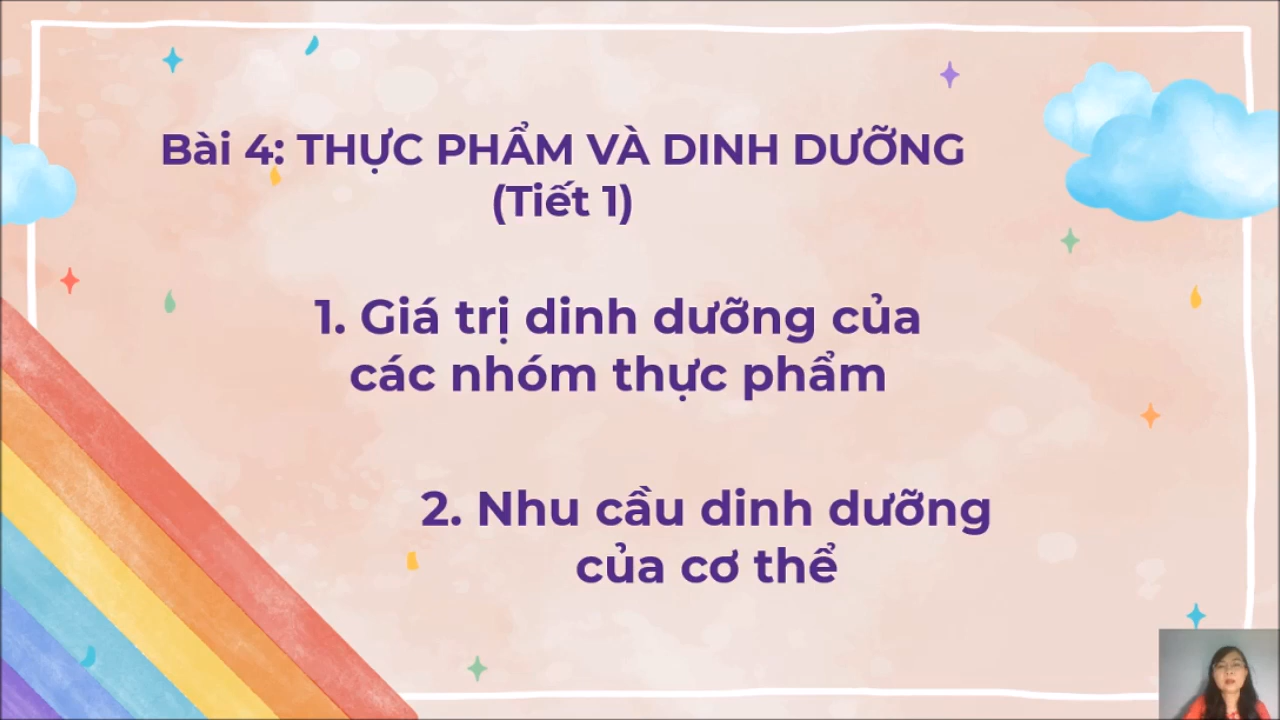 Bài 4: THỰC PHẨM VÀ DINH DƯỠNG
(Tiết 1)
1. Giá trị dinh dưỡng của
các nhóm thực phẩm
2. Nhu cầu dinh dưỡng
của cơ thể